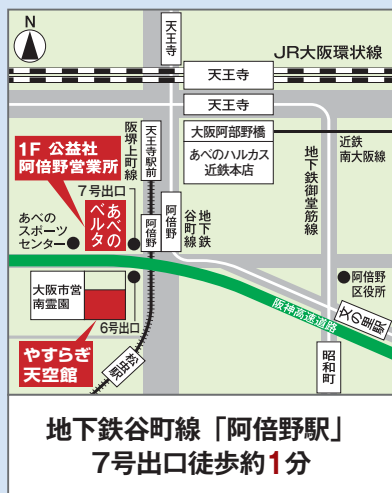 N
天王寺
JR大阪環状線
天王寺
天王寺
大阪阿部野橋
あべのハルカス
近鉄本店
近鉄
南大阪線
阪堺上町線
天王寺駅前
地下鉄御堂筋線
1F 公益社
阿倍野営業所
7号出口
あべの
ベルタ
あべの
スポーツ
センター
阿倍野
阿倍野
地下鉄
谷町線
阿倍野
区役所
大阪市営
南霊園
6号出口
阪神高速道路
文の里駅
やすらぎ
天空館
松虫駅
昭和町
地下鉄谷町線「阿倍野駅」
7号出口徒歩約1分